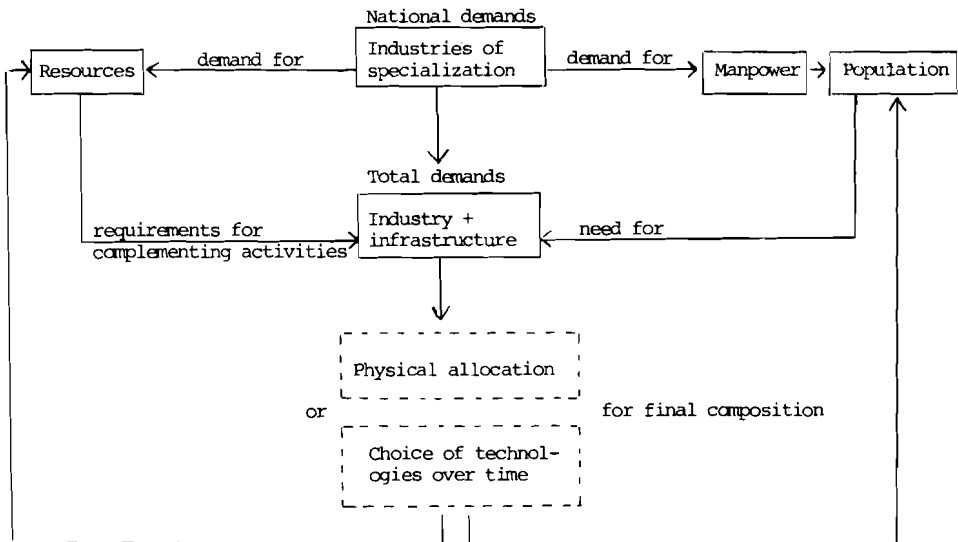 National demands
Industries of
specialization
Resources
demand for
demand for
Manpower
Population
Total demands
Industry +
infrastructure
requirements for
complementing activities
need for
Physical allocation
or
for final composition
Choice of technol-
ogies over time